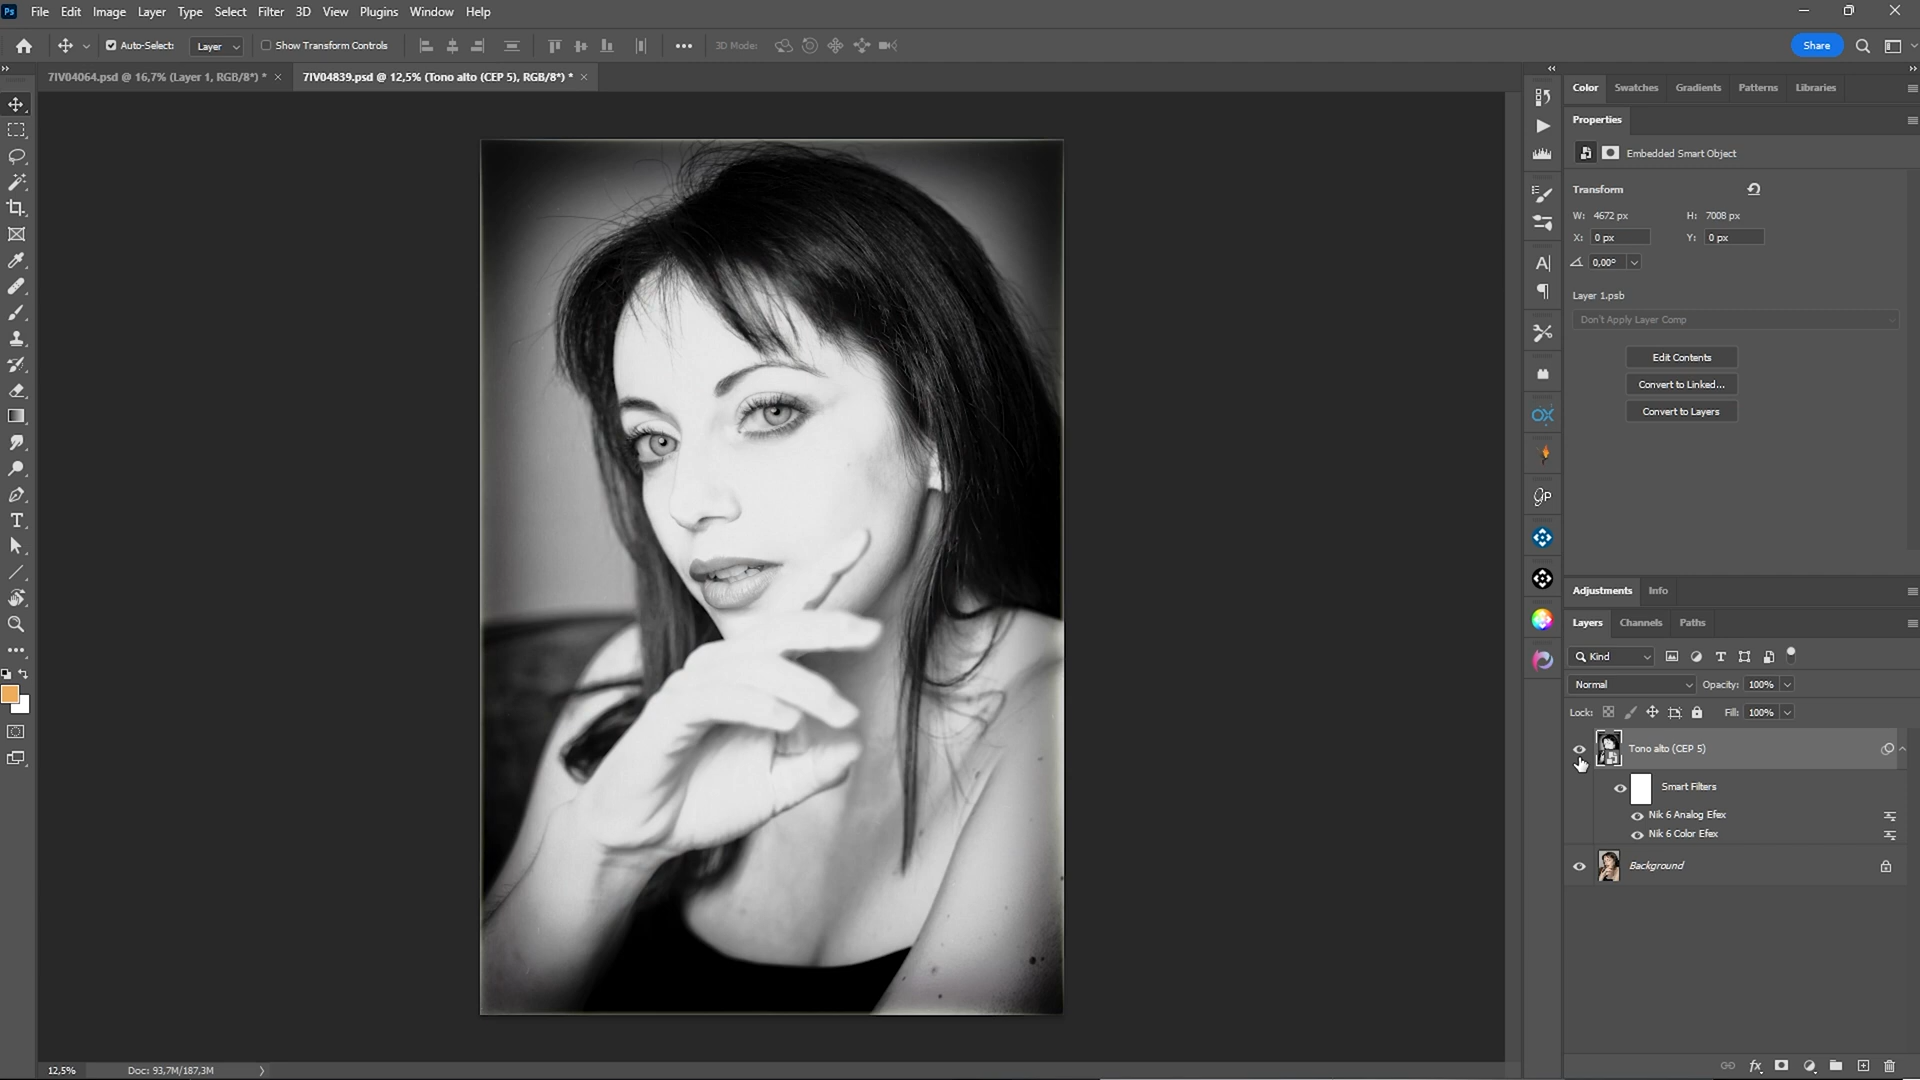 Ps File Edit Image Layer Type Select Filter 3D View Plugins Window Help
Auto-Select: Layer Show Transform Controls 3D Mode: Share
7IV04064.psd @ 16,7% (Layer 1, RGB/8*) * 7IV04839.psd @ 12,5% (Tono alto (CEP 5), RGB/8*) *
Color Swatches Gradients Patterns Libraries
Properties
Embedded Smart Object
Transform
W: 4672 px H: 7008 px
X: 0 px Y: 0 px
0,00°
Layer 1.psb
Don't Apply Layer Comp
Edit Contents
Convert to Linked...
Convert to Layers
Adjustments Info
Layers Channels Paths
Kind
Normal Opacity: 100%
Lock: Fill: 100%
Tono alto (CEP 5)
Smart Filters
Nik 6 Analog Efex
Nik 6 Color Efex
Background
12,5% Doc: 93,7M/187,3M